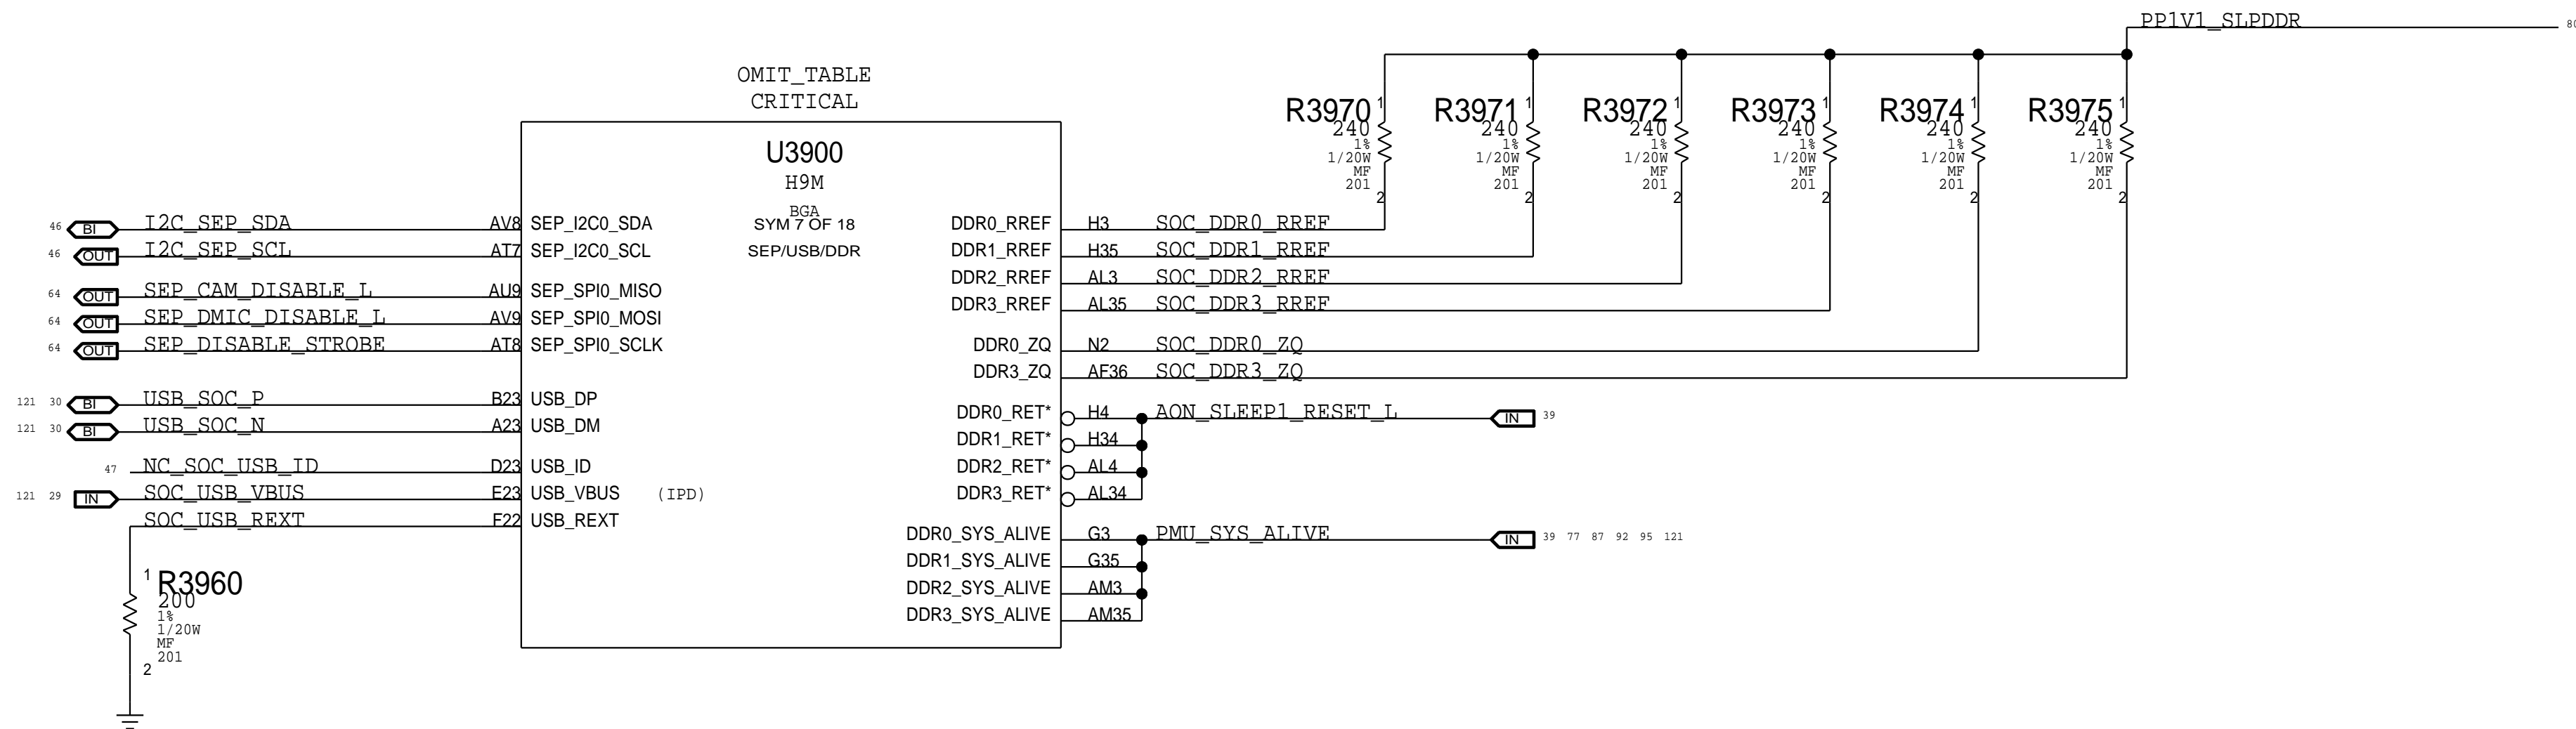 PP1V1_SLPDDR 80
OMIT_TABLE
CRITICAL
U3900
H9M
BGA
SYM 7 OF 18
SEP/USB/DDR
R3970 1
240
1%
1/20W
MF
201
2
R3971 1
240
1%
1/20W
MF
201
2
R3972 1
240
1%
1/20W
MF
201
2
R3973 1
240
1%
1/20W
MF
201
2
R3974 1
240
1%
1/20W
MF
201
2
R3975 1
240
1%
1/20W
MF
201
2
46 BI I2C_SEP_SDA AV8 SEP_I2C0_SDA
46 OUT I2C_SEP_SCL AT7 SEP_I2C0_SCL
64 OUT SEP_CAM_DISABLE_L AU9 SEP_SPI0_MISO
64 OUT SEP_DMIC_DISABLE_L AV9 SEP_SPI0_MOSI
64 OUT SEP_DISABLE_STROBE AT8 SEP_SPI0_SCLK
121 30 BI USB_SOC_P B23 USB_DP
121 30 BI USB_SOC_N A23 USB_DM
47 NC_SOC_USB_ID D23 USB_ID
121 29 IN SOC_USB_VBUS E23 USB_VBUS (IPD)
SOC_USB_REXT F22 USB_REXT
DDR0_RREF H3 SOC_DDR0_RREF
DDR1_RREF H35 SOC_DDR1_RREF
DDR2_RREF AL3 SOC_DDR2_RREF
DDR3_RREF AL35 SOC_DDR3_RREF
DDR0_ZQ N2 SOC_DDR0_ZQ
DDR3_ZQ AF36 SOC_DDR3_ZQ
DDR0_RET* H4 AON_SLEEP1_RESET_L IN 39
DDR1_RET* H34
DDR2_RET* AL4
DDR3_RET* AL34
DDR0_SYS_ALIVE G3 PMU_SYS_ALIVE IN 39 77 87 92 95 121
DDR1_SYS_ALIVE G35
DDR2_SYS_ALIVE AM3
DDR3_SYS_ALIVE AM35
1 R3960
200
1%
1/20W
MF
201
2